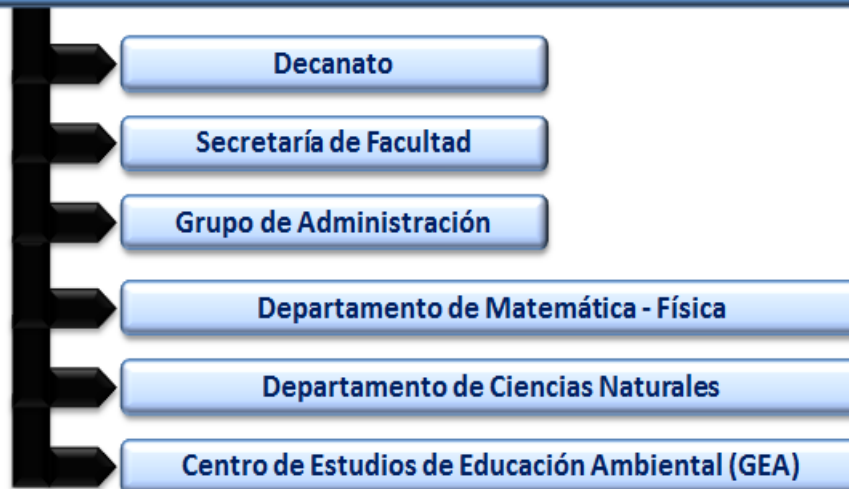 Decanato
Secretaría de Facultad
Grupo de Administración
Departamento de Matemática - Física
Departamento de Ciencias Naturales
Centro de Estudios de Educación Ambiental (GEA)